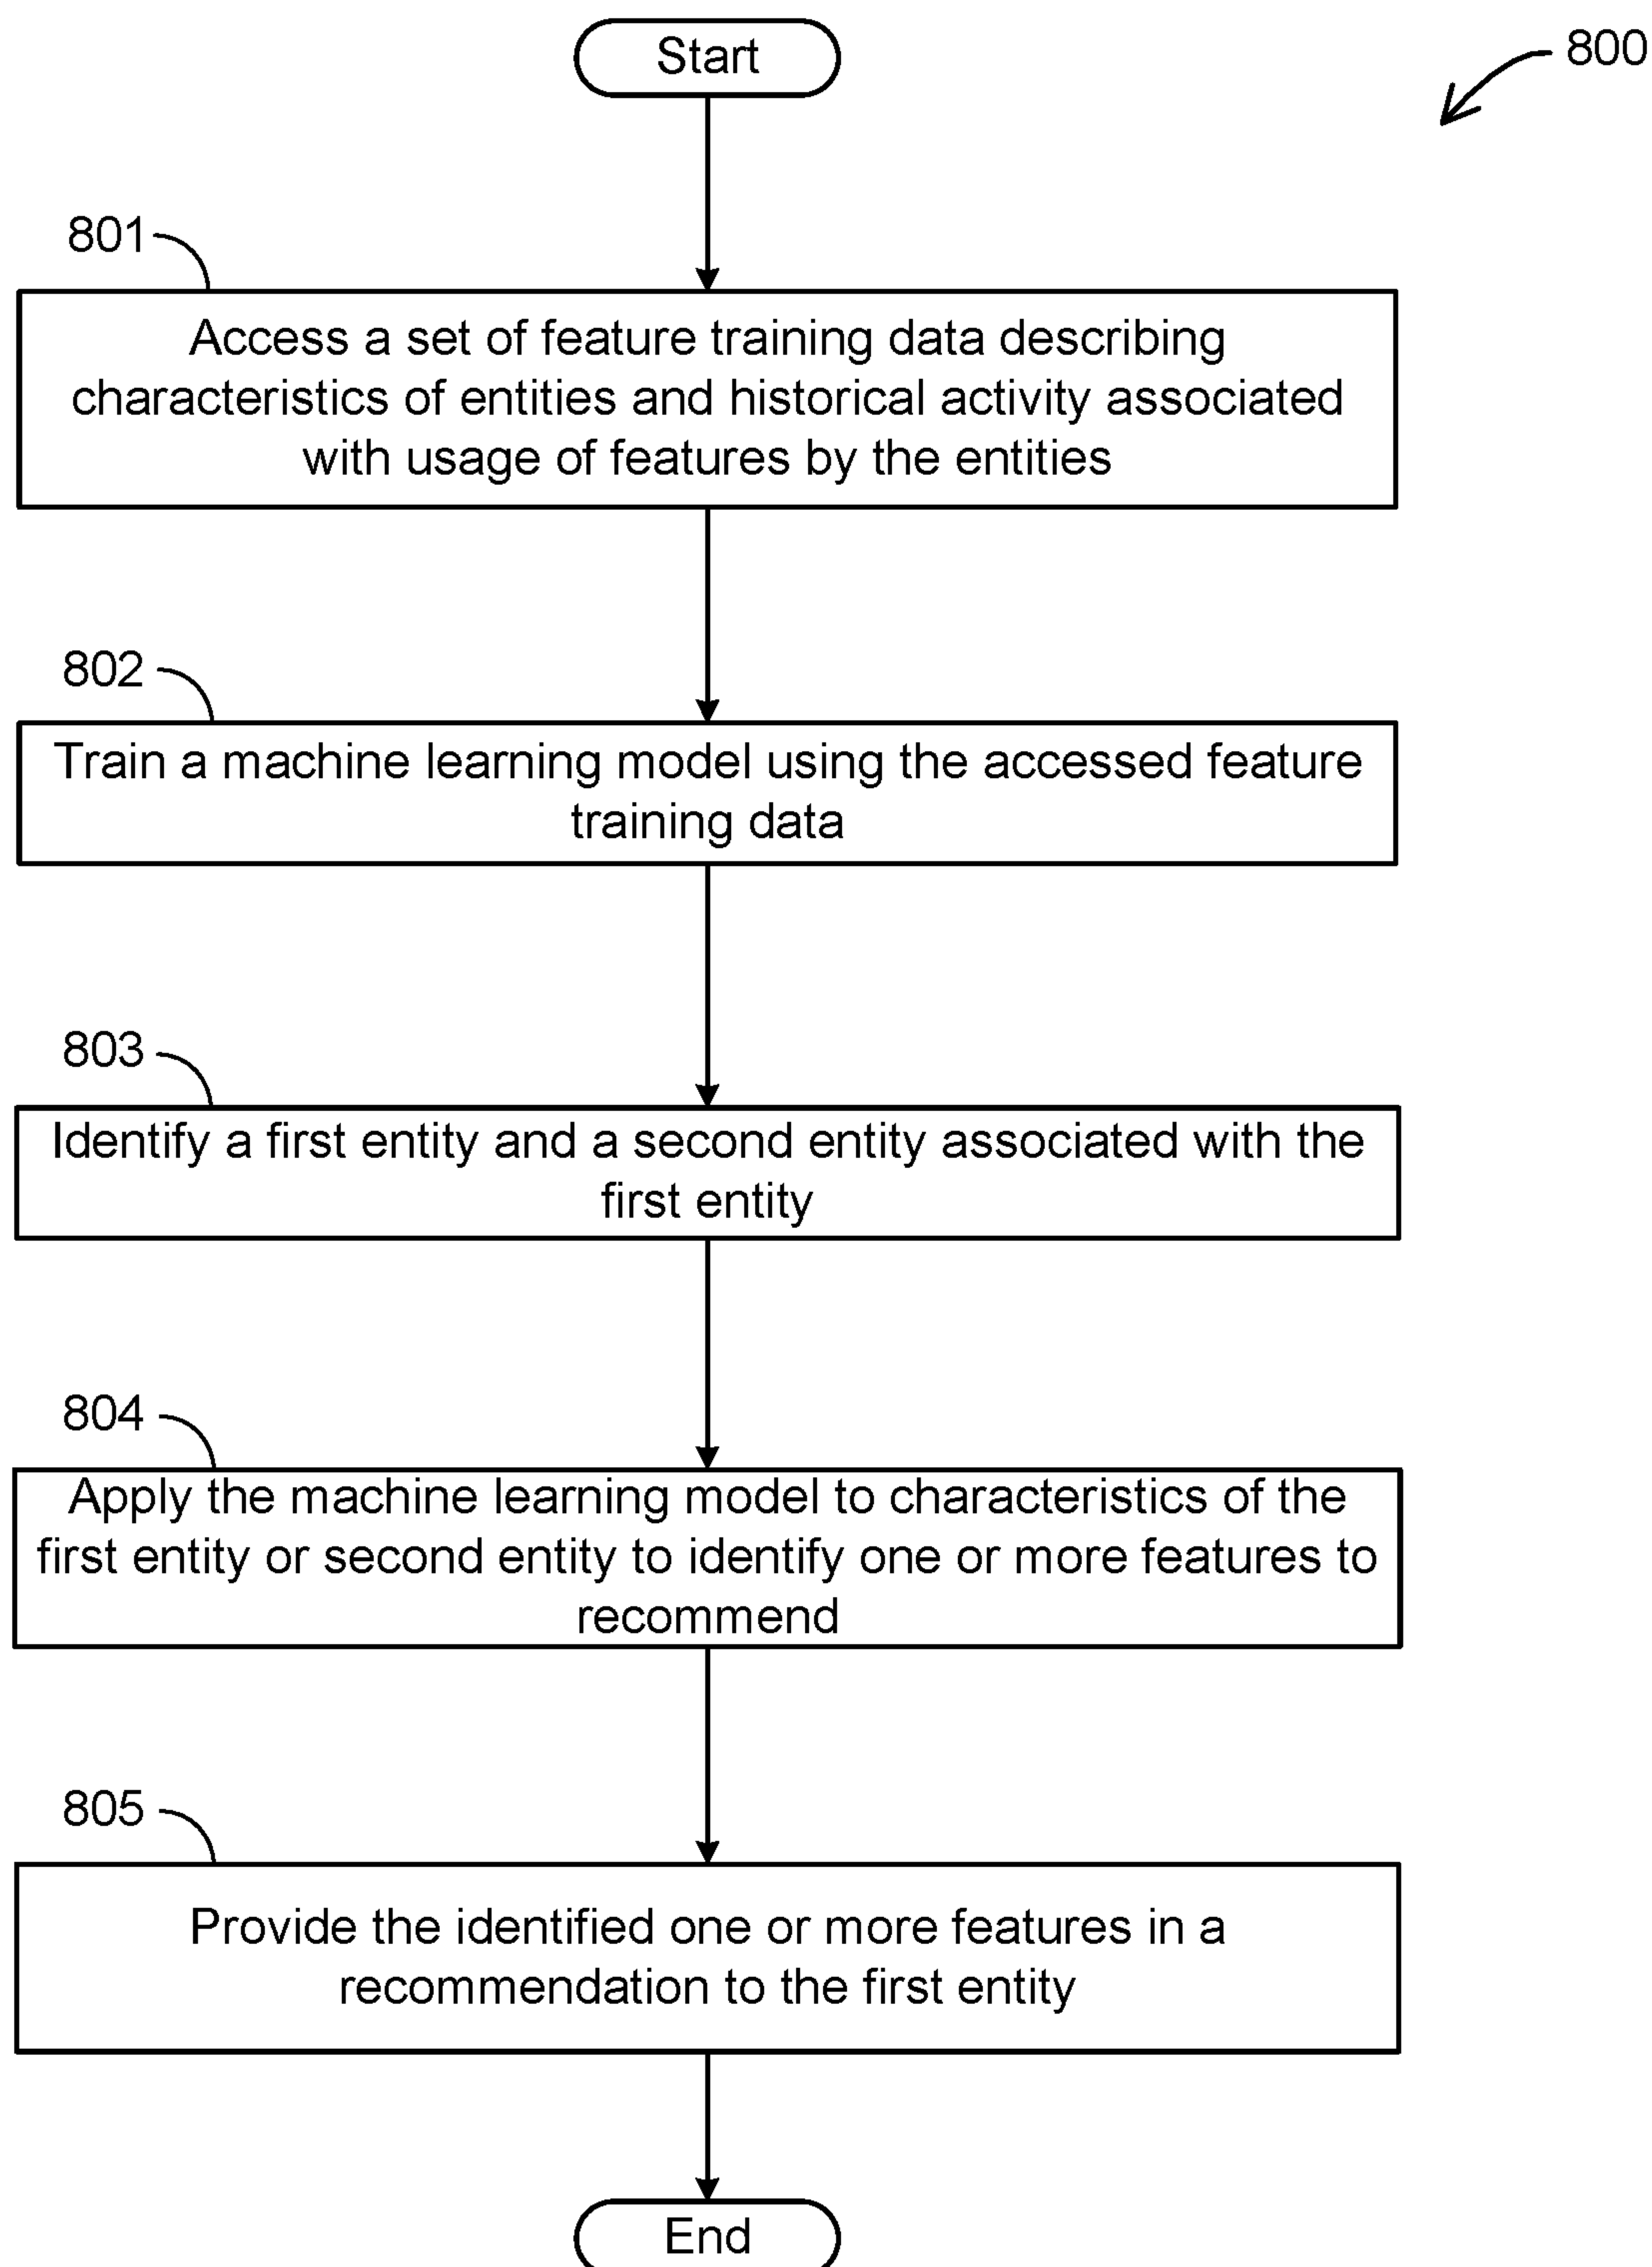 Start
800
801
Access a set of feature training data describing
characteristics of entities and historical activity associated
with usage of features by the entities
802
Train a machine learning model using the accessed feature
training data
803
Identify a first entity and a second entity associated with the
first entity
804
Apply the machine learning model to characteristics of the
first entity or second entity to identify one or more features to
recommend
805
Provide the identified one or more features in a
recommendation to the first entity
End